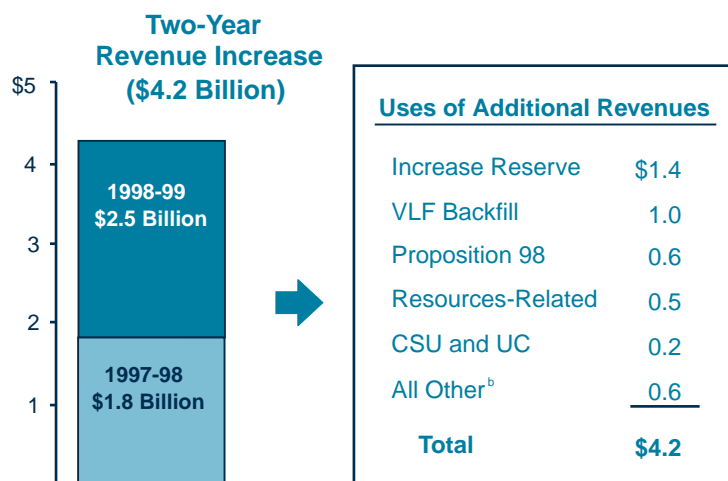 Two-Year
Revenue Increase
($4.2 Billion)
$5
4
3
2
1
1998-99
$2.5 Billion
1997-98
$1.8 Billion
Uses of Additional Revenues
Increase Reserve $1.4
VLF Backfill 1.0
Proposition 98 0.6
Resources-Related 0.5
CSU and UC 0.2
All Other b 0.6
Total $4.2